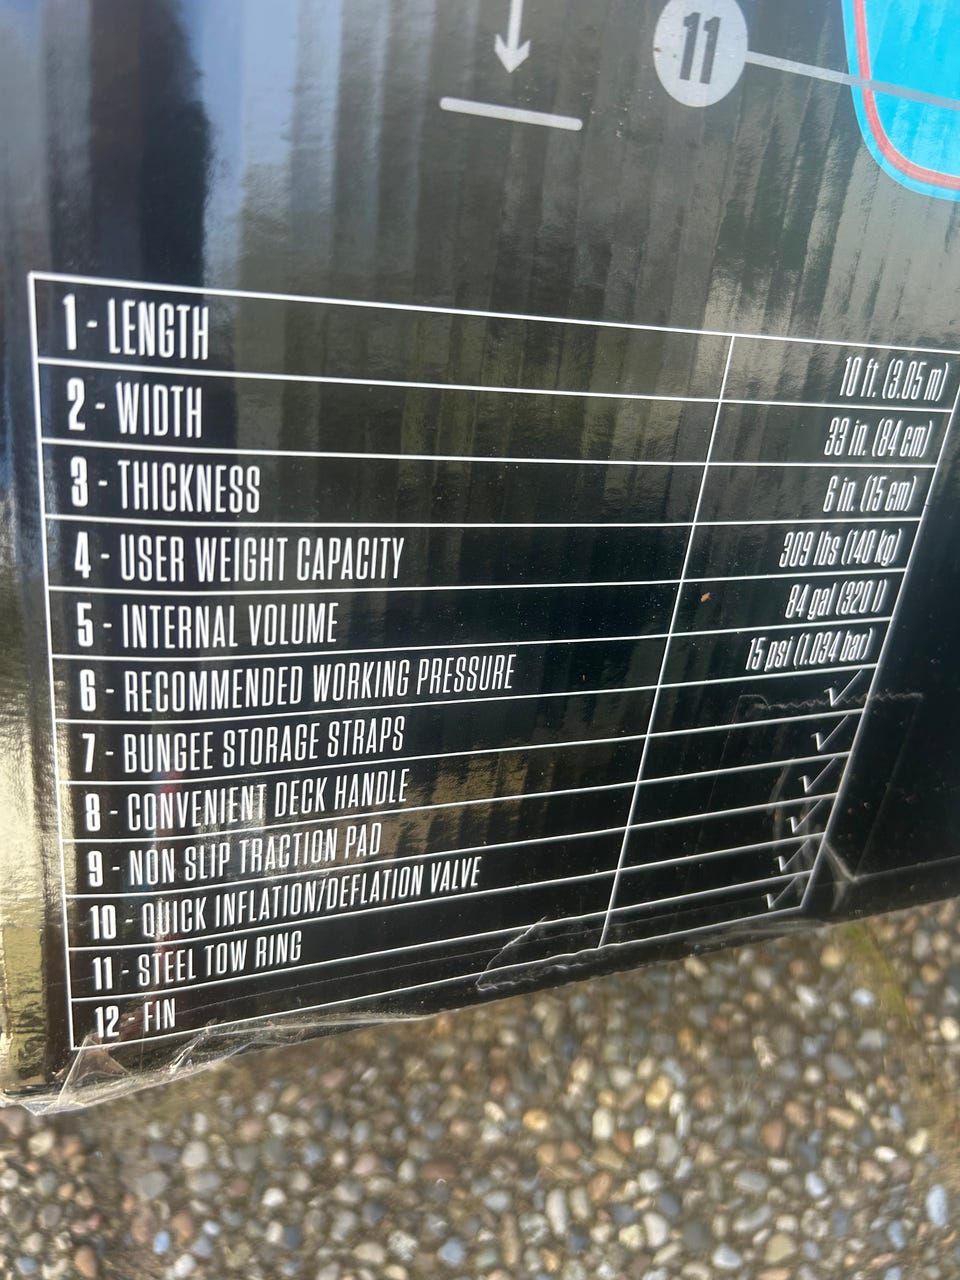 11
1 - LENGTH 10 ft. (3.05 m)
2 - WIDTH 33 in. (84 cm)
3 - THICKNESS 6 in. (15 cm)
4 - USER WEIGHT CAPACITY 309 lbs (140 kg)
5 - INTERNAL VOLUME 84 gal (320 l)
6 - RECOMMENDED WORKING PRESSURE 15 psi (1.034 bar)
7 - BUNGEE STORAGE STRAPS ✓
8 - CONVENIENT DECK HANDLE ✓
9 - NON SLIP TRACTION PAD ✓
10 - QUICK INFLATION/DEFLATION VALVE ✓
11 - STEEL TOW RING ✓
12 - FIN ✓